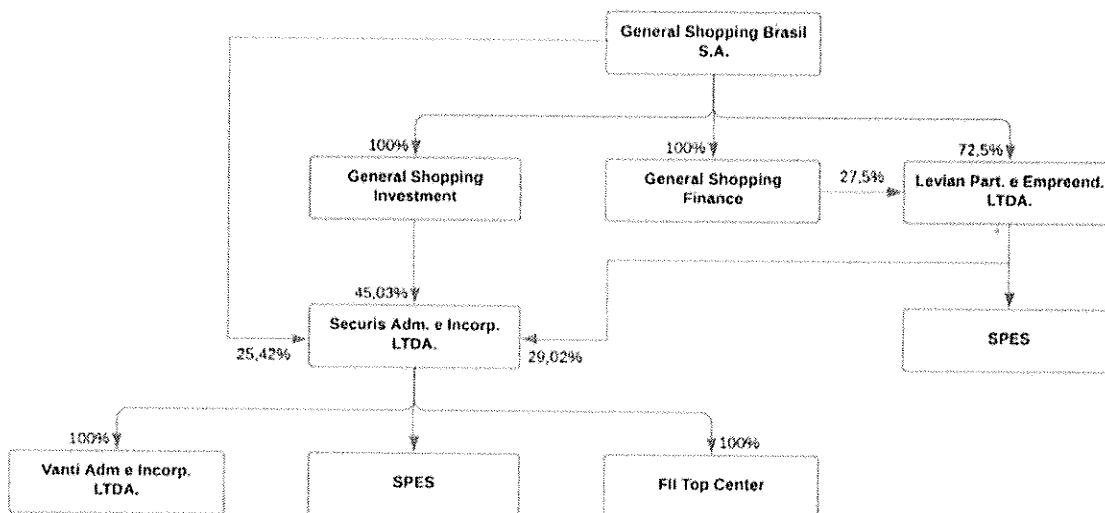 General Shopping Brasil
S.A.
100%
100%
72,5%
General Shopping
Investment
General Shopping
Finance
27,5%
Levian Part. e Empreend.
LTDA.
45,03%
Securis Adm. e Incorp.
LTDA.
25,42%
29,02%
SPES
100%
100%
Vanti Adm e Incorp.
LTDA.
SPES
FII Top Center